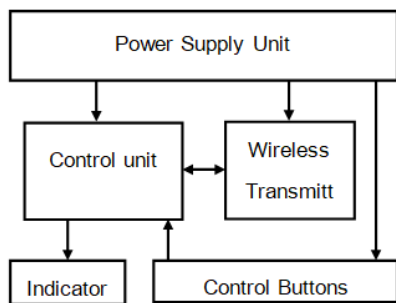 Power Supply Unit
Control unit
Wireless
Transmitt
Indicator
Control Buttons